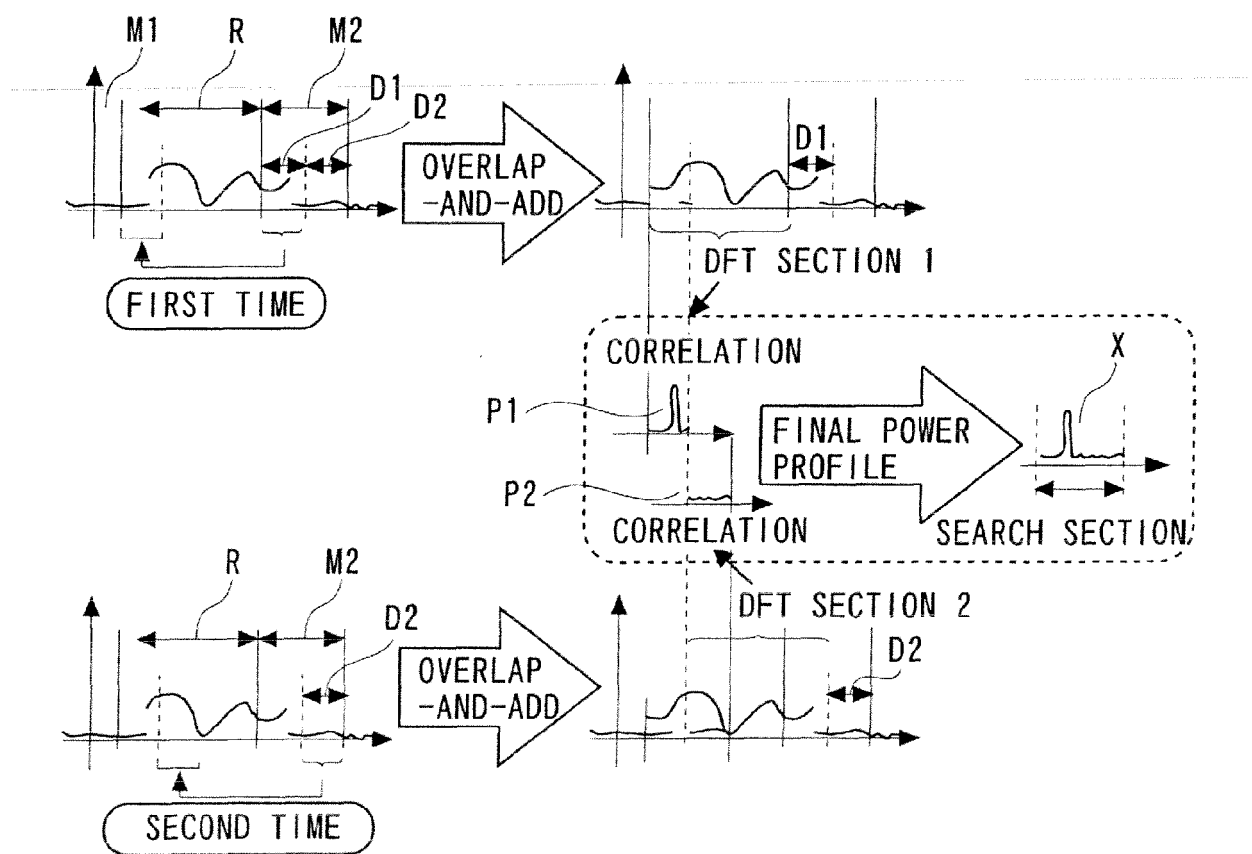 M1
R
M2
D1
D2
OVERLAP
-AND-ADD
D1
FIRST TIME
DFT SECTION 1
CORRELATION
X
P1
FINAL POWER
PROFILE
P2
CORRELATION
SEARCH SECTION
R
M2
DFT SECTION 2
D2
OVERLAP
-AND-ADD
D2
SECOND TIME